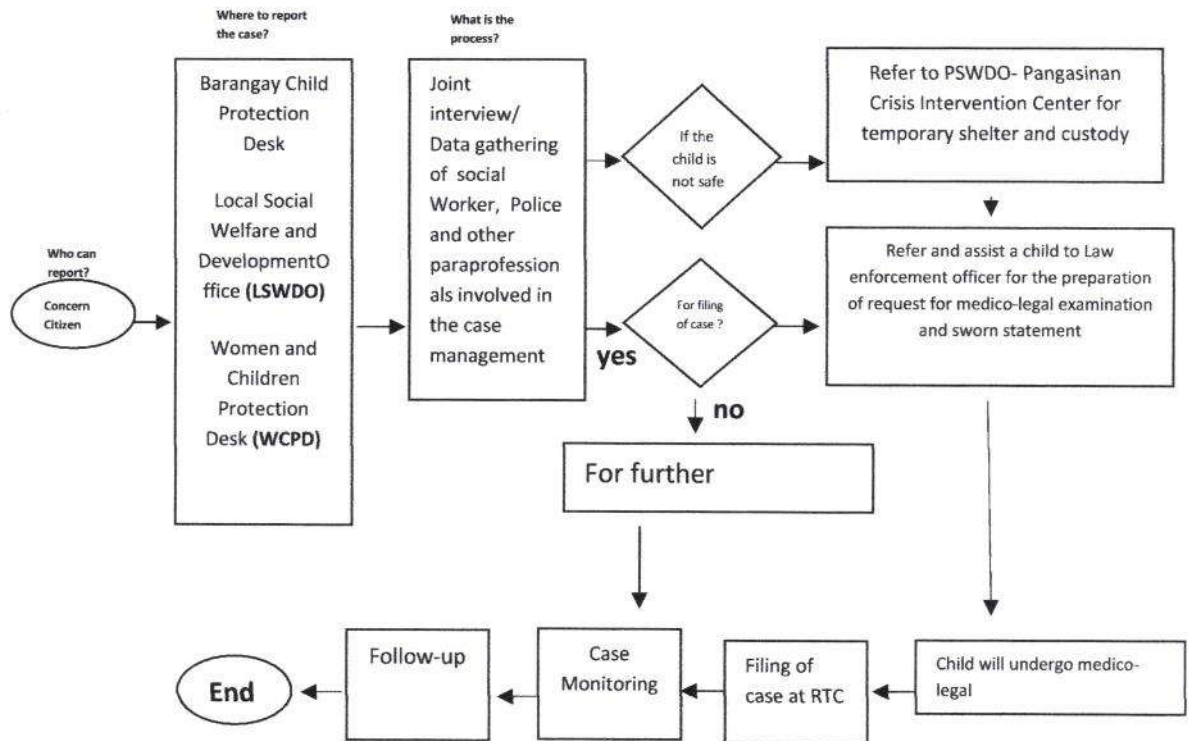 Where to report
the case?
What is the
process?
Barangay Child
Protection
Desk
Local Social
Welfare and
DevelopmentO
ffice (LSWDO)
Women and
Children
Protection
Desk (WCPD)
Who can
report?
Concern
Citizen
Joint
interview/
Data gathering
of social
Worker, Police
and other
paraprofession
als involved in
the case
management
If the
child is
not safe
Refer to PSWDO- Pangasinan
Crisis Intervention Center for
temporary shelter and custody
yes
For filing
of case ?
Refer and assist a child to Law
enforcement officer for the preparation
of request for medico-legal examination
and sworn statement
no
For further
Child will undergo medico-
legal
Filing of
case at RTC
Case
Monitoring
Follow-up
End